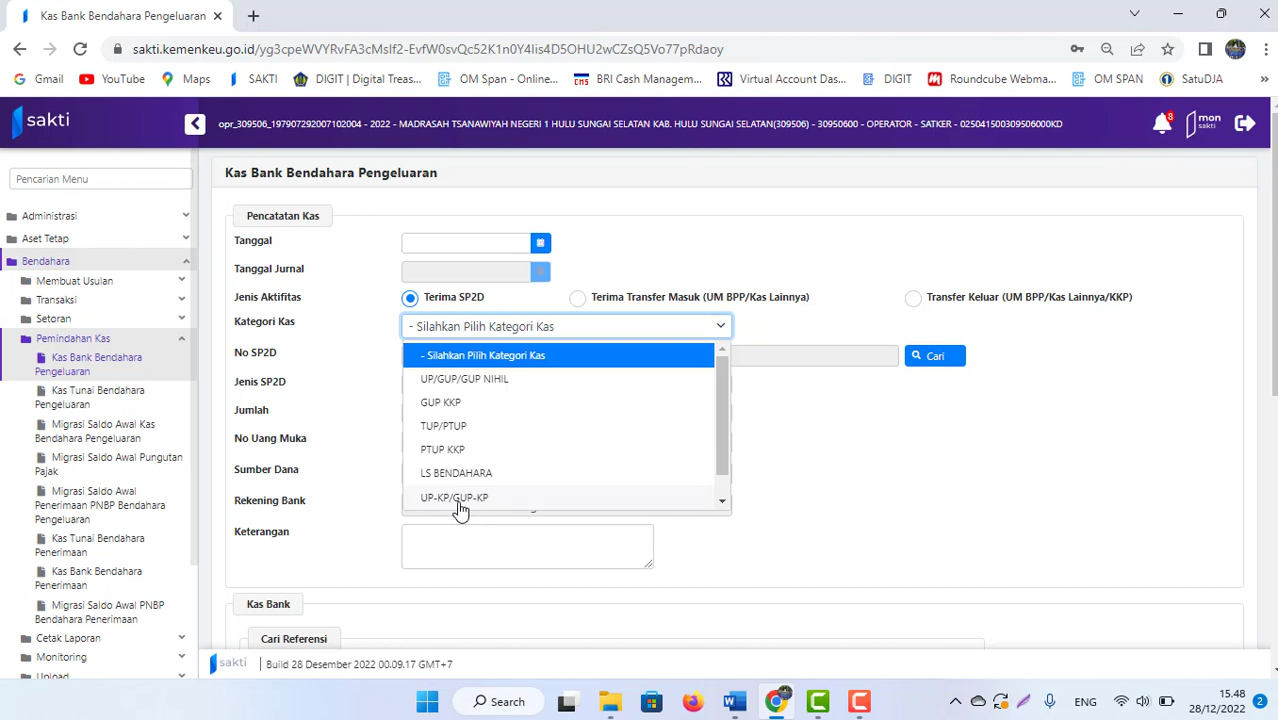 Kas Bank Bendahara Pengeluaran
sakti.kemenkeu.go.id/yg3cpeWVYRvFA3cMsIf2-EvfW0svQc52K1n0Y4Iis4D5OHU2wCZsQ5Vo77pRdaoy
Gmail YouTube Maps SAKTI DIGIT | Digital Treas... OM Span - Online... BRI Cash Managem... Virtual Account Das... DIGIT Roundcube Webma... OM SPAN SatuDJA
sakti opr_309506_197907292007102004 - 2022 - MADRASAH TSANAWIYAH NEGERI 1 HULU SUNGAI SELATAN KAB. HULU SUNGAI SELATAN(309506) - 30950600 - OPERATOR - SATKER - 025041500309506000KD 8 mon sakti
Pencarian Menu
Administrasi
Aset Tetap
Bendahara
Membuat Usulan
Transaksi
Setoran
Pemindahan Kas
Kas Bank Bendahara
Pengeluaran
Kas Tunai Bendahara
Pengeluaran
Migrasi Saldo Awal Kas
Bendahara Pengeluaran
Migrasi Saldo Awal Pungutan
Pajak
Migrasi Saldo Awal
Penerimaan PNBP Bendahara
Pengeluaran
Kas Tunai Bendahara
Penerimaan
Kas Bank Bendahara
Penerimaan
Migrasi Saldo Awal PNBP
Bendahara Penerimaan
Cetak Laporan
Monitoring
Upload
Kas Bank Bendahara Pengeluaran
Pencatatan Kas
Tanggal
Tanggal Jurnal
Jenis Aktifitas Terima SP2D Terima Transfer Masuk (UM BPP/Kas Lainnya) Transfer Keluar (UM BPP/Kas Lainnya/KKP)
Kategori Kas - Silahkan Pilih Kategori Kas
- Silahkan Pilih Kategori Kas
UP/GUP/GUP NIHIL
GUP KKP
TUP/PTUP
PTUP KKP
LS BENDAHARA
UP-KP/GUP-KP
No SP2D Cari
Jenis SP2D
Jumlah
No Uang Muka
Sumber Dana
Rekening Bank
Keterangan
Kas Bank
Cari Referensi
sakti | Build 28 Desember 2022 00.09.17 GMT+7
Search
ENG
15.48
28/12/2022
2